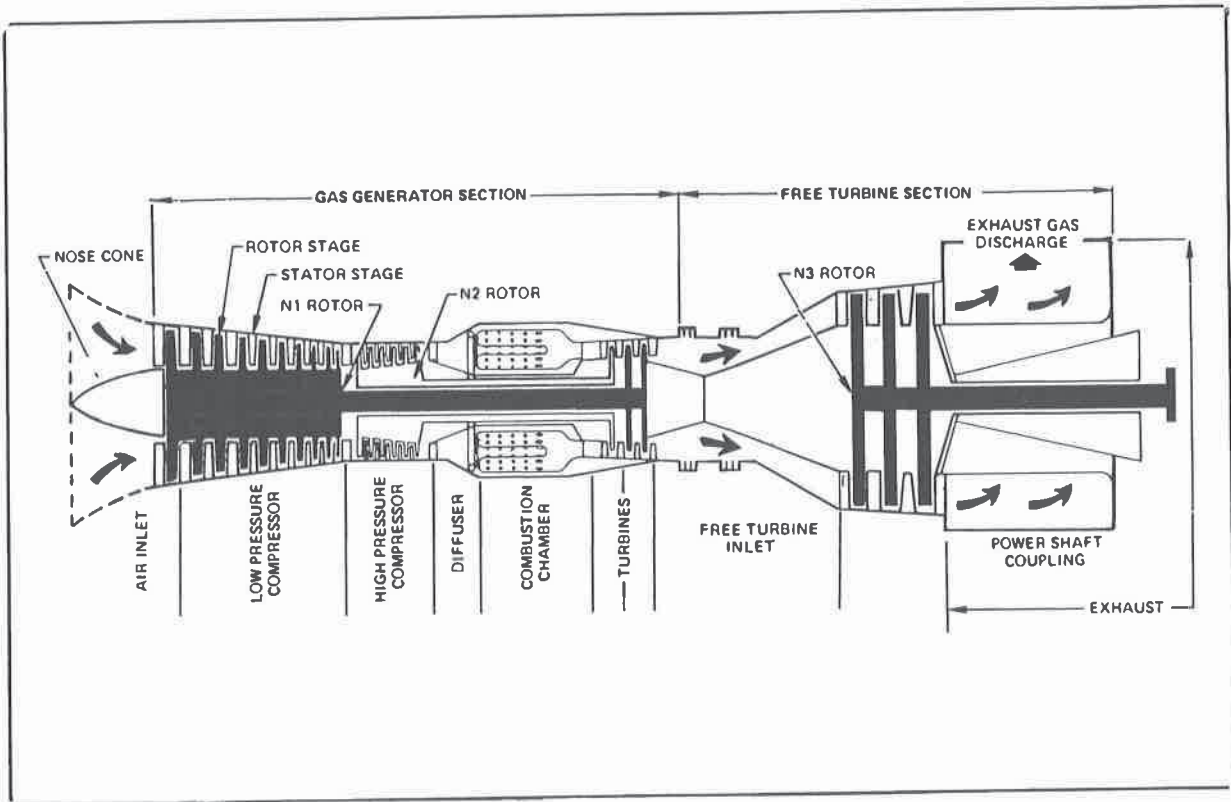 GAS GENERATOR SECTION
FREE TURBINE SECTION
NOSE CONE
ROTOR STAGE
STATOR STAGE
N1 ROTOR
N2 ROTOR
N3 ROTOR
EXHAUST GAS
DISCHARGE
AIR INLET
LOW PRESSURE
COMPRESSOR
HIGH PRESSURE
COMPRESSOR
DIFFUSER
COMBUSTION
CHAMBER
TURBINES
FREE TURBINE
INLET
POWER SHAFT
COUPLING
EXHAUST